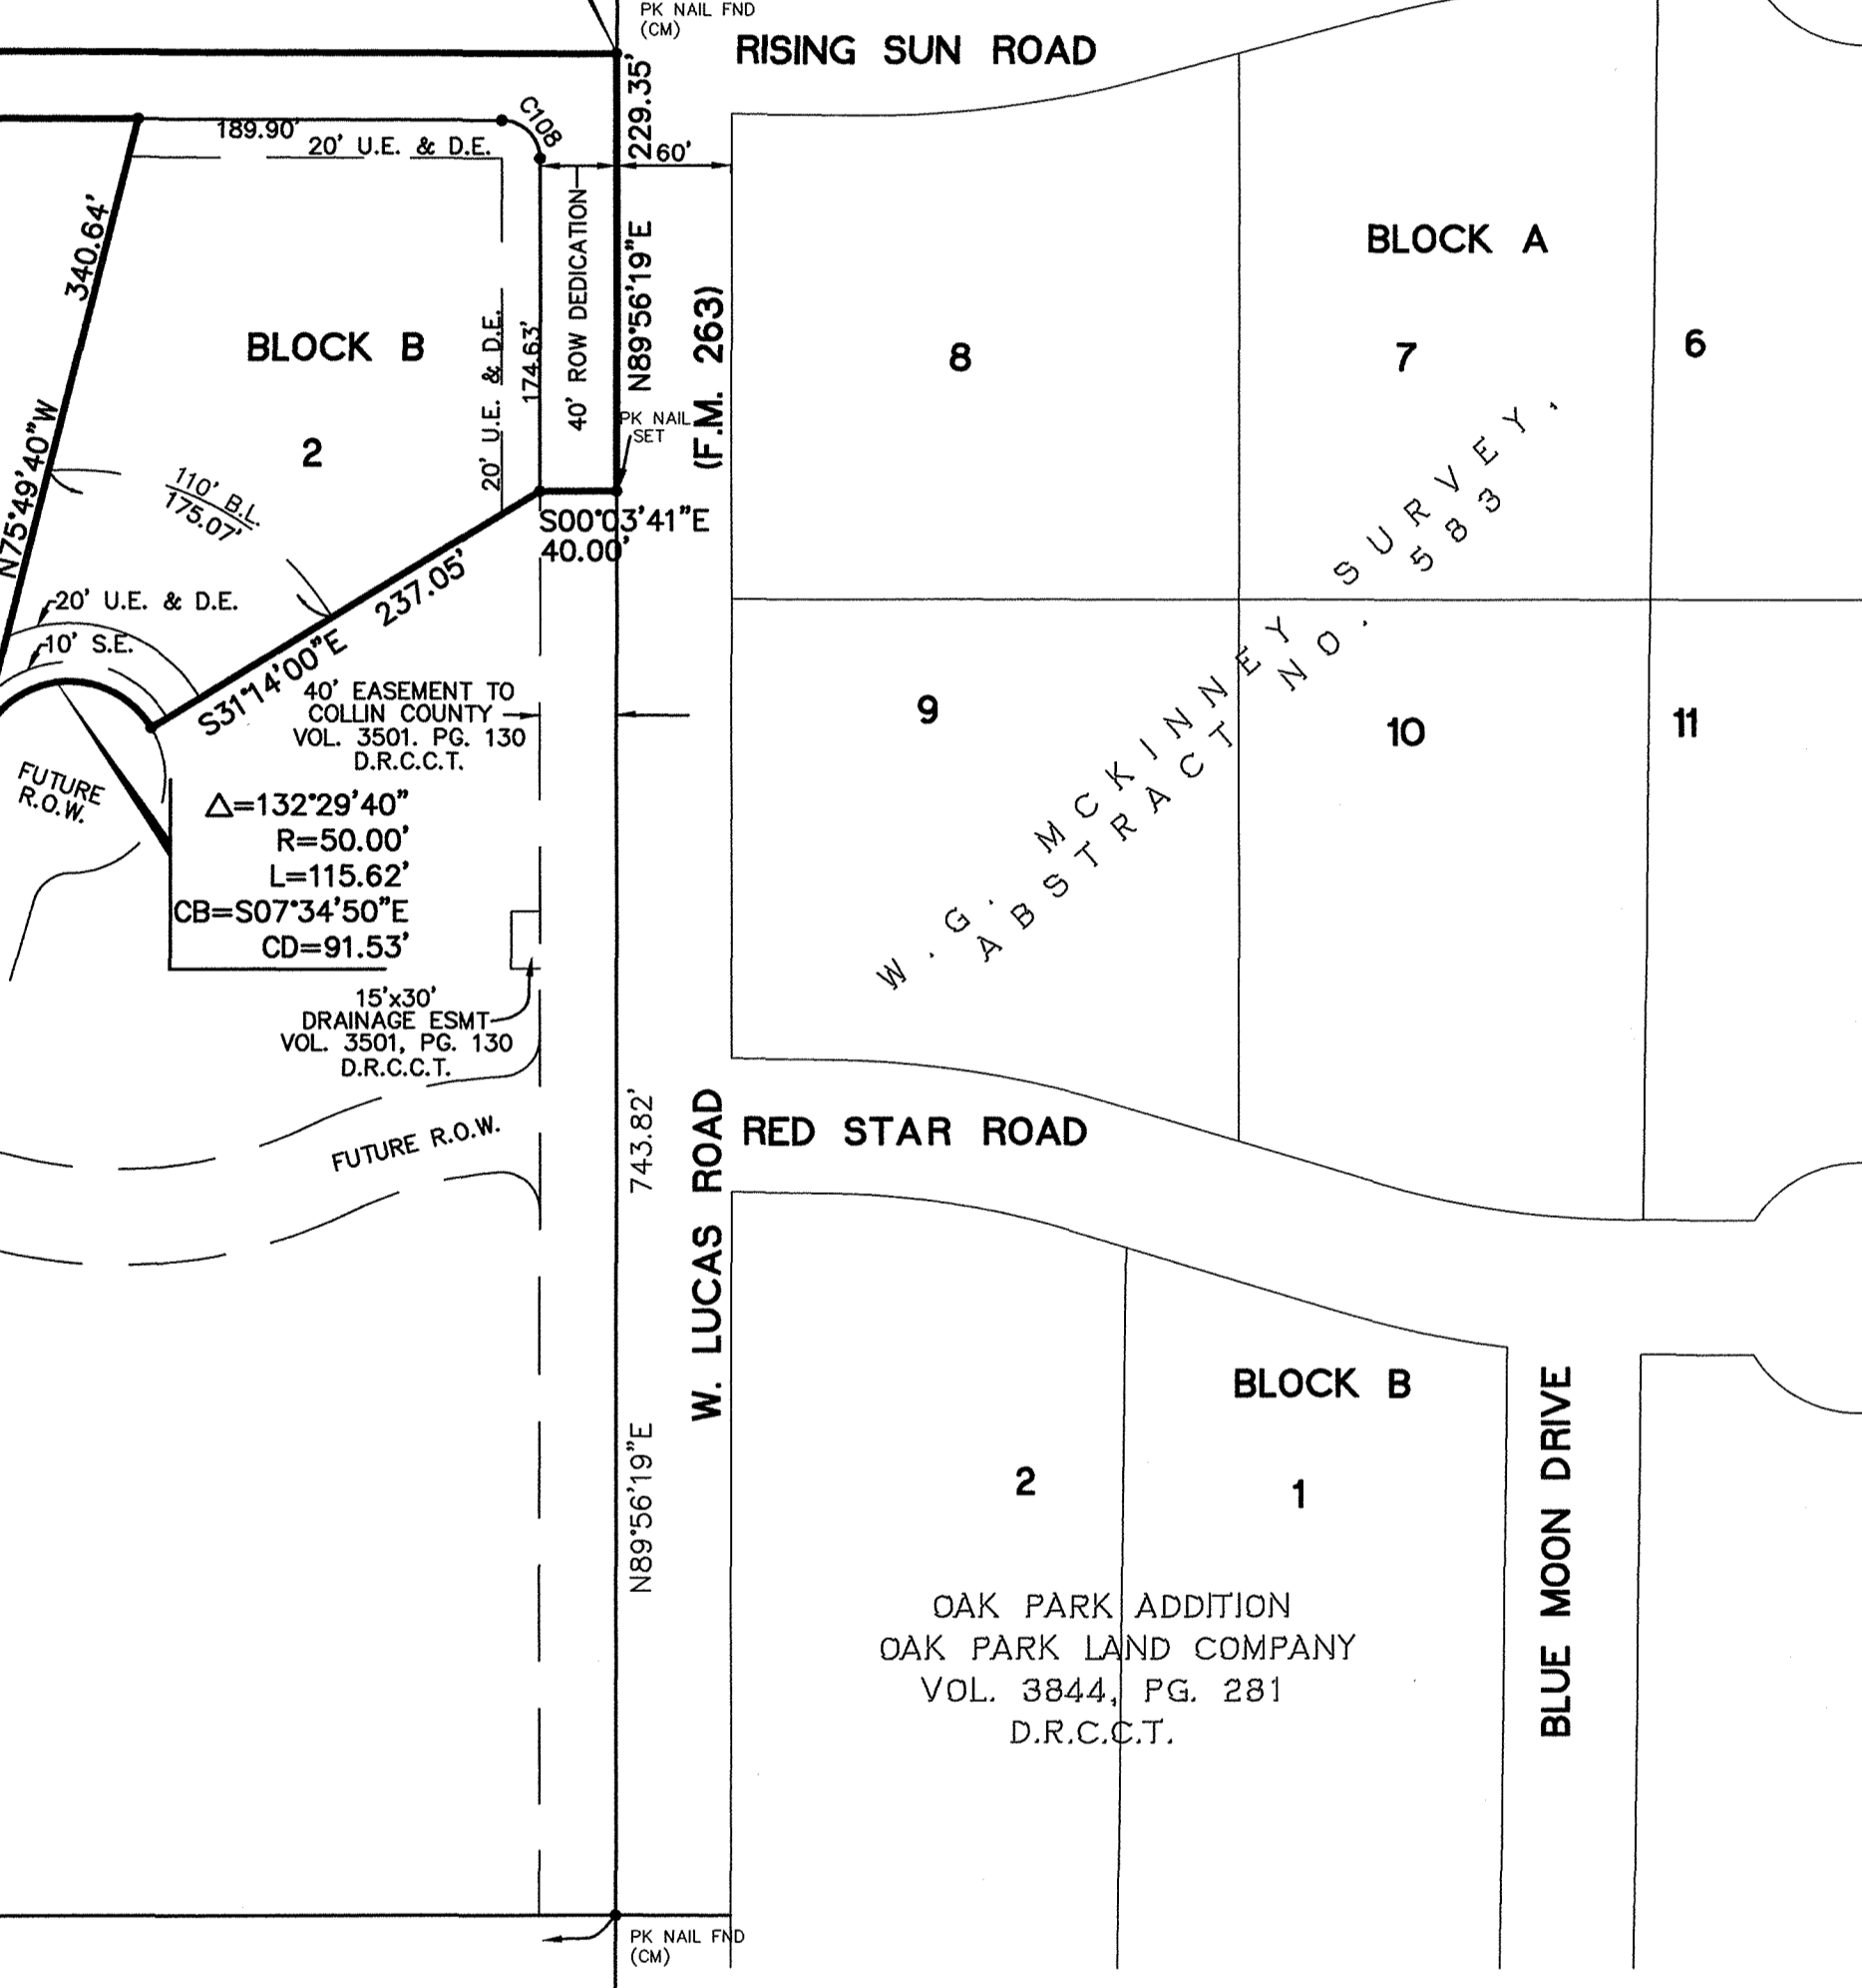 PK NAIL FND
(CM)
RISING SUN ROAD
229.35'
C108
189.90'
20' U.E. & D.E.
60'
340.64'
N75°49'40"W
BLOCK B
2
20' U.E. & D.E.
174.63'
40' ROW DEDICATION
N89°56'19"E
(F.M. 263)
PK NAIL
SET
110' B.L.
175.07'
S00°03'41"E
40.00'
237.05'
S31°14'00"E
20' U.E. & D.E.
10' S.E.
40' EASEMENT TO
COLLIN COUNTY
VOL. 3501. PG. 130
D.R.C.C.T.
FUTURE
R.O.W.
Δ=132°29'40"
R=50.00'
L=115.62'
CB=S07°34'50"E
CD=91.53'
15'x30'
DRAINAGE ESMT
VOL. 3501, PG. 130
D.R.C.C.T.
FUTURE R.O.W.
743.82'
N89°56'19"E
W. LUCAS ROAD
BLOCK A
8
7
6
9
10
11
W.G. MCKINNEY SURVEY,
ABSTRACT NO. 583
RED STAR ROAD
BLOCK B
2
1
BLUE MOON DRIVE
OAK PARK ADDITION
OAK PARK LAND COMPANY
VOL. 3844, PG. 281
D.R.C.C.T.
PK NAIL FND
(CM)